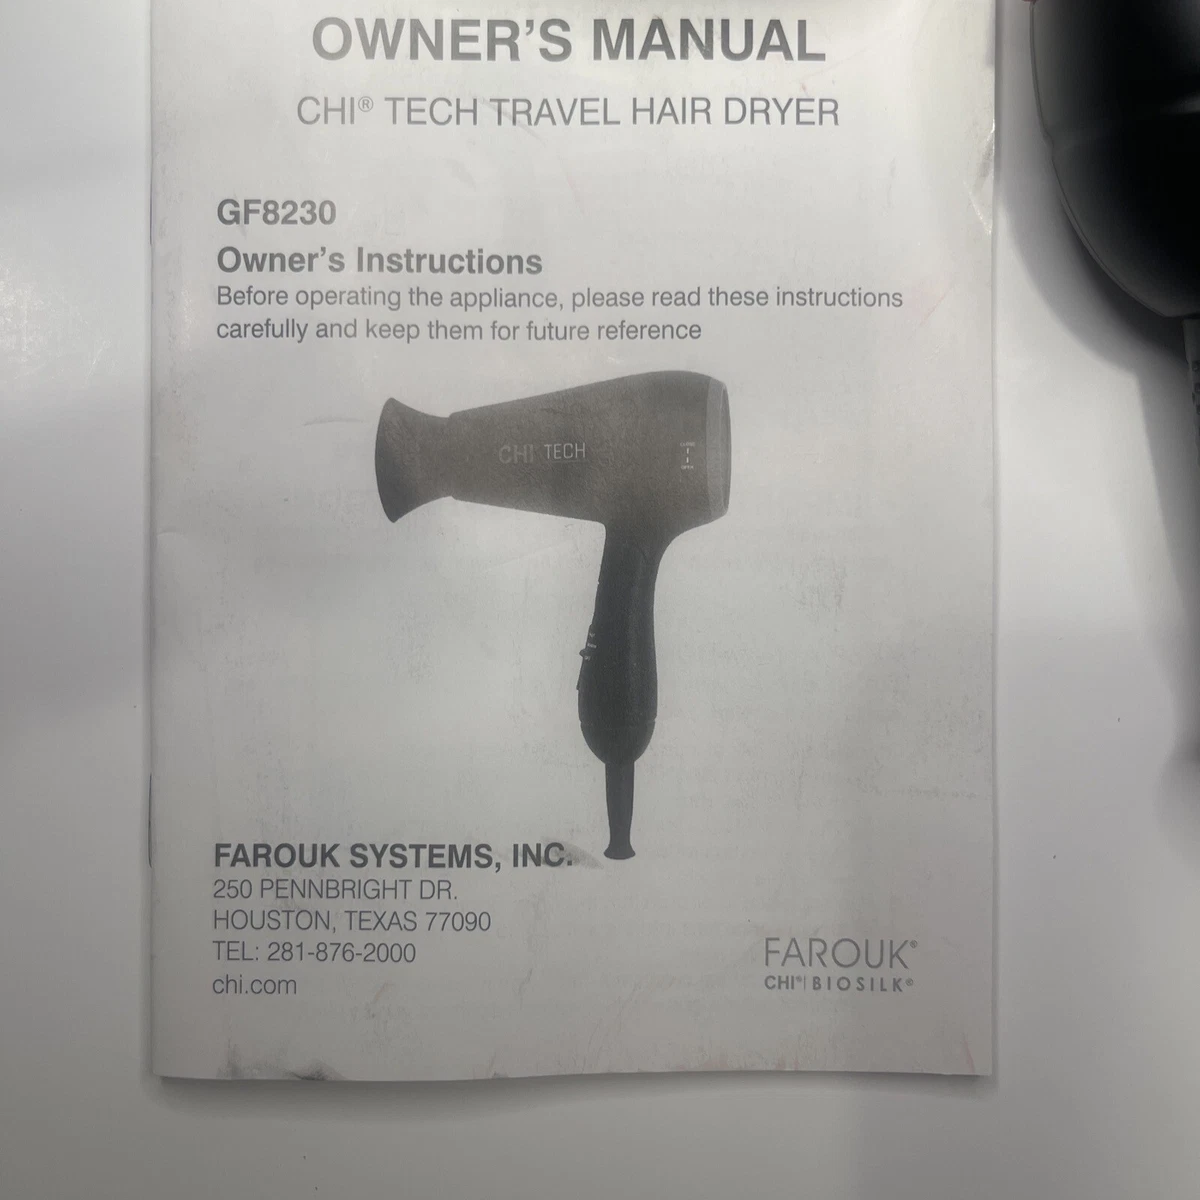 OWNER'S MANUAL
CHI® TECH TRAVEL HAIR DRYER
GF8230
Owner's Instructions
Before operating the appliance, please read these instructions
carefully and keep them for future reference
CHI TECH
FAROUK SYSTEMS, INC.
250 PENNBRIGHT DR.
HOUSTON, TEXAS 77090
TEL: 281-876-2000
chi.com
FAROUK®
CHI®| BIOSILK®